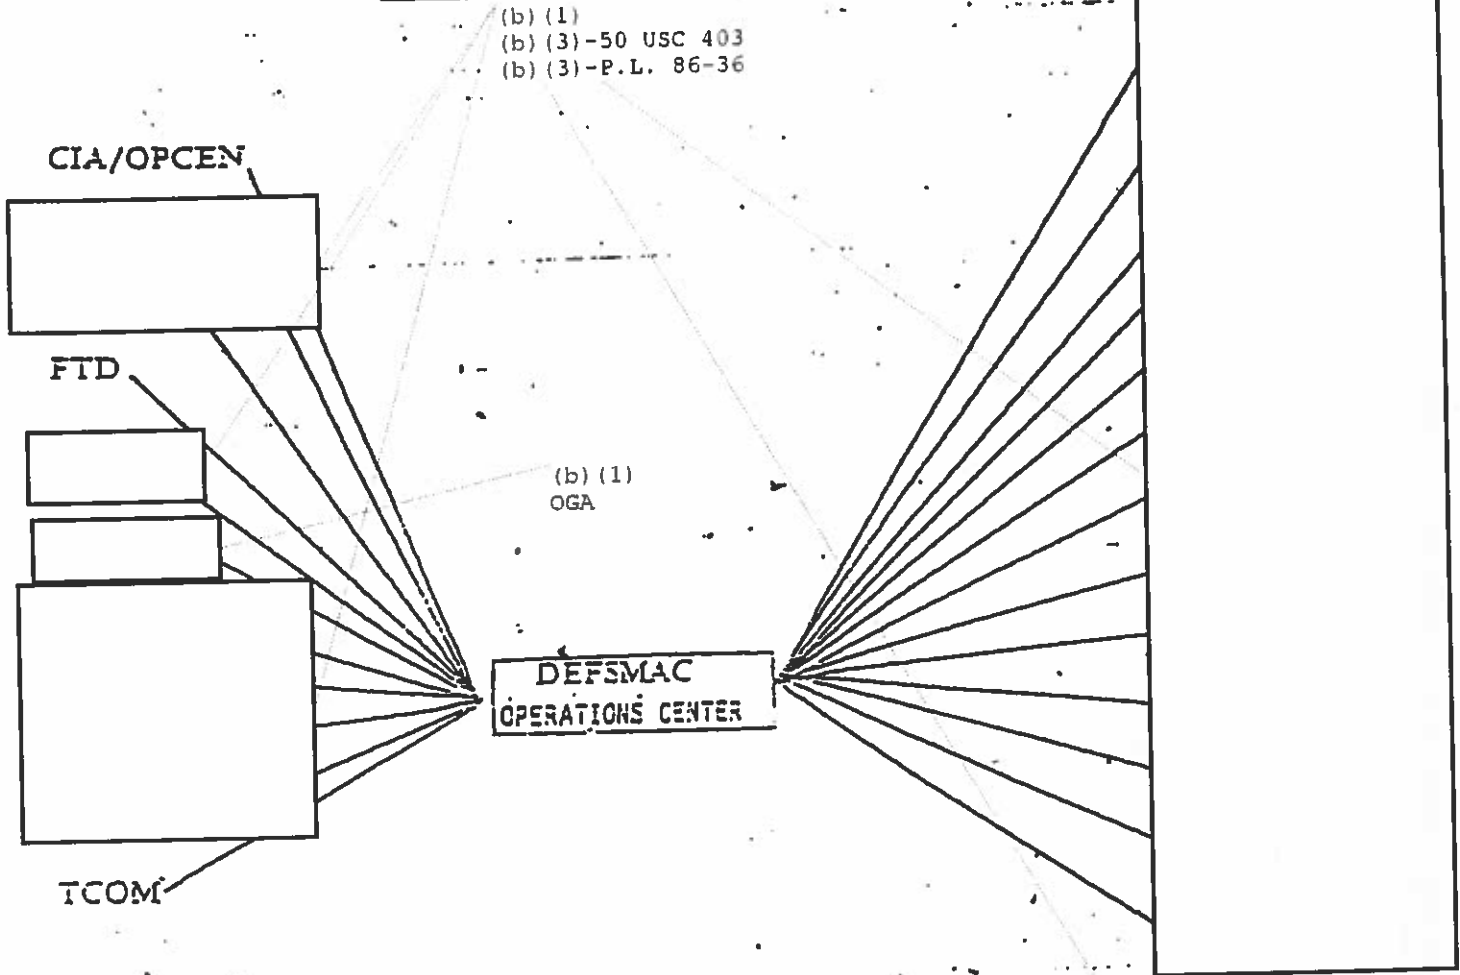 (b) (1)
(b) (3)-50 USC 403
(b) (3)-P.L. 86-36
CIA/OPCEN
FTD
(b) (1)
OGA
DEFSMAC
OPERATIONS CENTER
TCOM